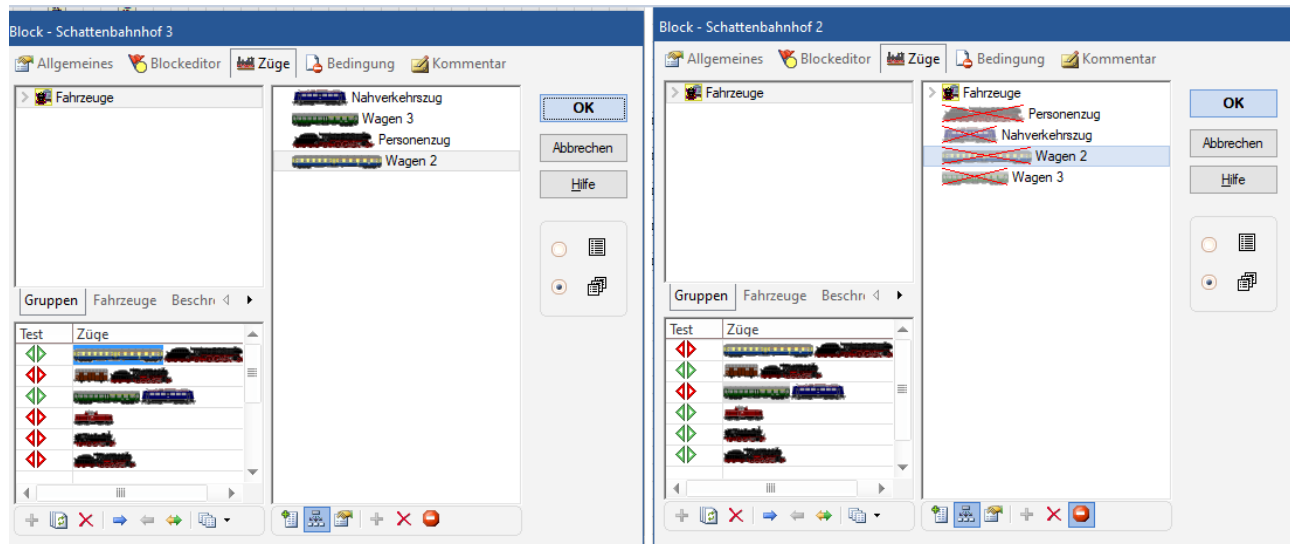 Block - Schattenbahnhof 3
Allgemeines Blockeditor Züge Bedingung Kommentar
Fahrzeuge
Nahverkehrszug
Wagen 3
Personenzug
Wagen 2
OK
Abbrechen
Hilfe
Gruppen Fahrzeuge
Test Züge
Block - Schattenbahnhof 2
Allgemeines Blockeditor Züge Bedingung Kommentar
Fahrzeuge
Fahrzeuge
Personenzug
Nahverkehrszug
Wagen 2
Wagen 3
OK
Abbrechen
Hilfe
Gruppen Fahrzeuge
Test Züge